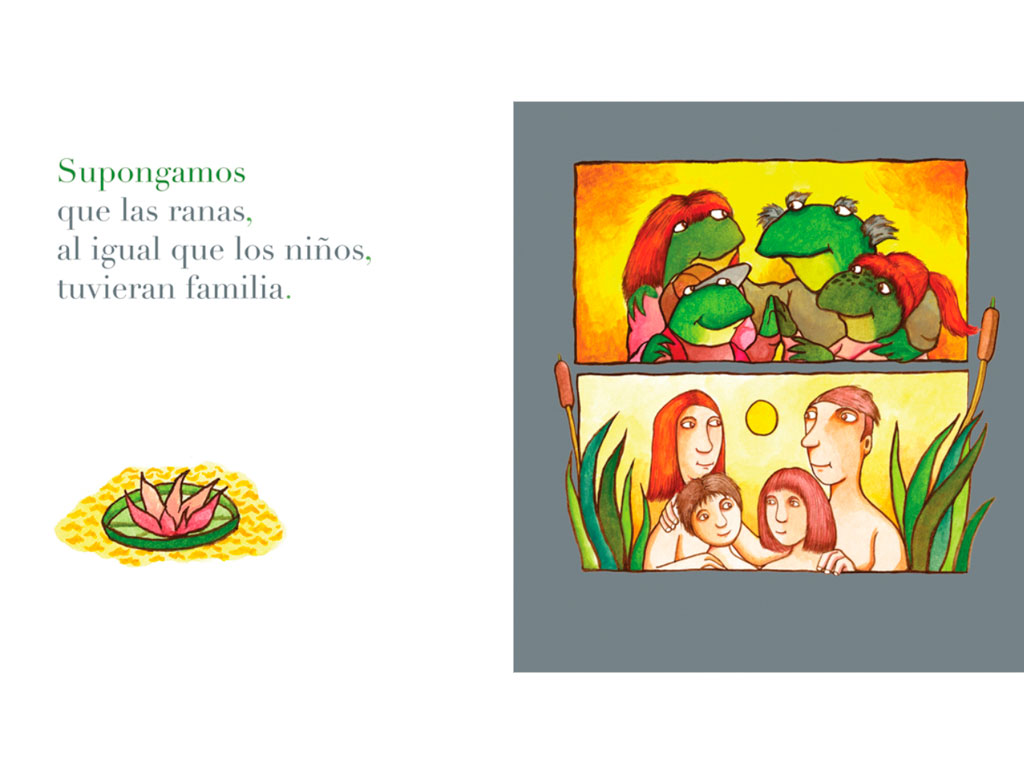 Supongamos
que las ranas,
al igual que los niños,
tuvieran familia.